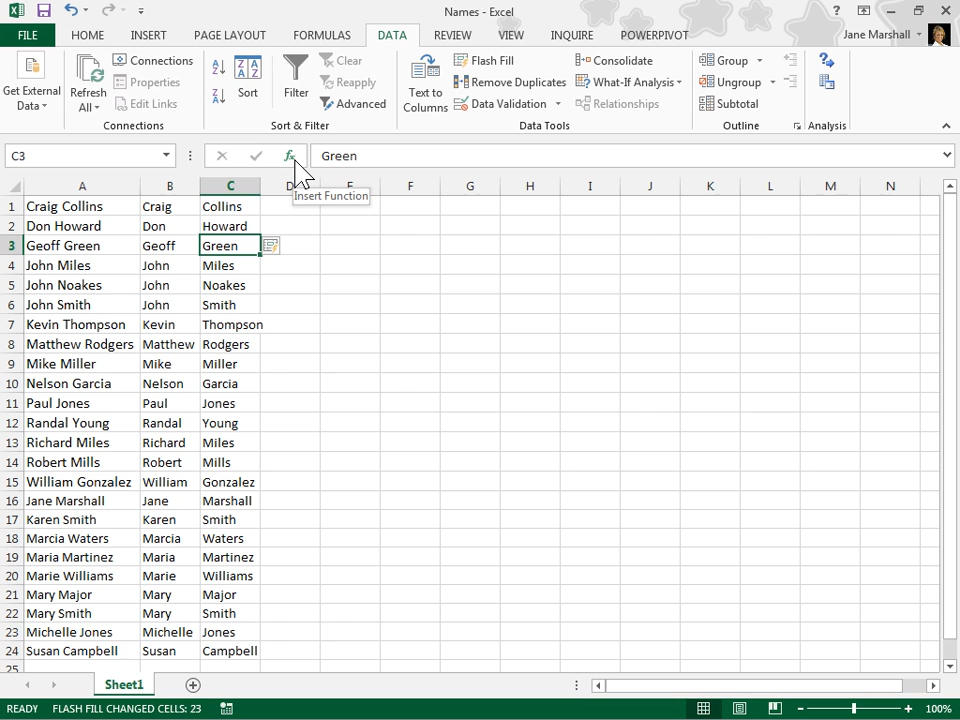 Names - Excel
FILE HOME INSERT PAGE LAYOUT FORMULAS DATA REVIEW VIEW INQUIRE POWERPIVOT Jane Marshall
Get External Data
Refresh All
Connections
Properties
Edit Links
Connections
Sort
Filter
Clear
Reapply
Advanced
Sort & Filter
Text to Columns
Flash Fill
Remove Duplicates
Data Validation
Consolidate
What-If Analysis
Relationships
Data Tools
Group
Ungroup
Subtotal
Outline
Analysis
C3 fx Green
Insert Function
A B C D E F G H I J K L M N
1 Craig Collins Craig Collins
2 Don Howard Don Howard
3 Geoff Green Geoff Green
4 John Miles John Miles
5 John Noakes John Noakes
6 John Smith John Smith
7 Kevin Thompson Kevin Thompson
8 Matthew Rodgers Matthew Rodgers
9 Mike Miller Mike Miller
10 Nelson Garcia Nelson Garcia
11 Paul Jones Paul Jones
12 Randal Young Randal Young
13 Richard Miles Richard Miles
14 Robert Mills Robert Mills
15 William Gonzalez William Gonzalez
16 Jane Marshall Jane Marshall
17 Karen Smith Karen Smith
18 Marcia Waters Marcia Waters
19 Maria Martinez Maria Martinez
20 Marie Williams Marie Williams
21 Mary Major Mary Major
22 Mary Smith Mary Smith
23 Michelle Jones Michelle Jones
24 Susan Campbell Susan Campbell
25
Sheet1
READY FLASH FILL CHANGED CELLS: 23 100%